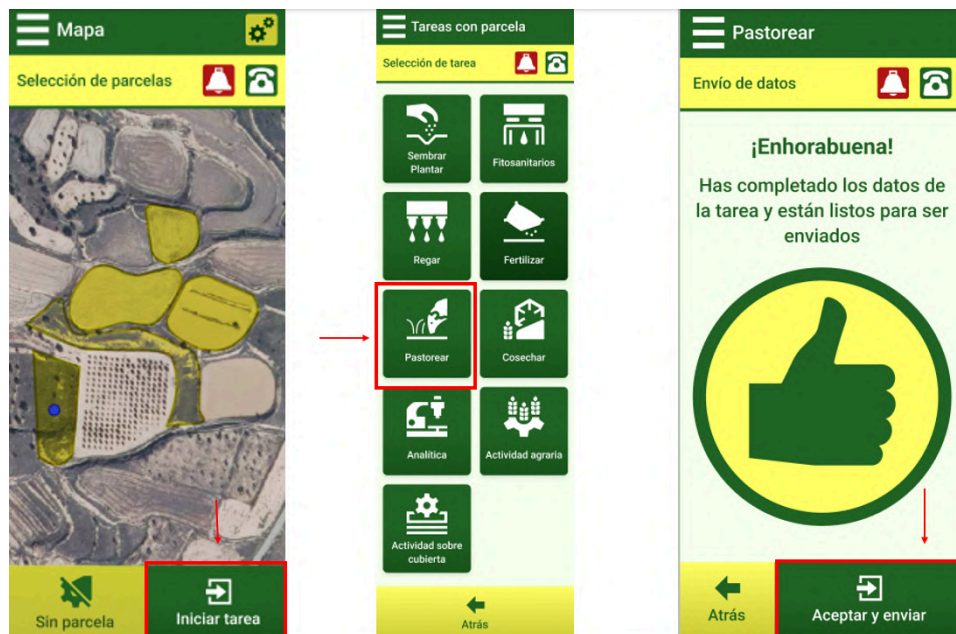 Mapa
Selección de parcelas
Sin parcela
Iniciar tarea
Tareas con parcela
Selección de tarea
Sembrar
Plantar
Fitosanitarios
Regar
Fertilizar
Pastorear
Cosechar
Analítica
Actividad agraria
Actividad sobre
cubierta
Atrás
Pastorear
Envío de datos
¡Enhorabuena!
Has completado los datos de
la tarea y están listos para ser
enviados
Atrás
Aceptar y enviar